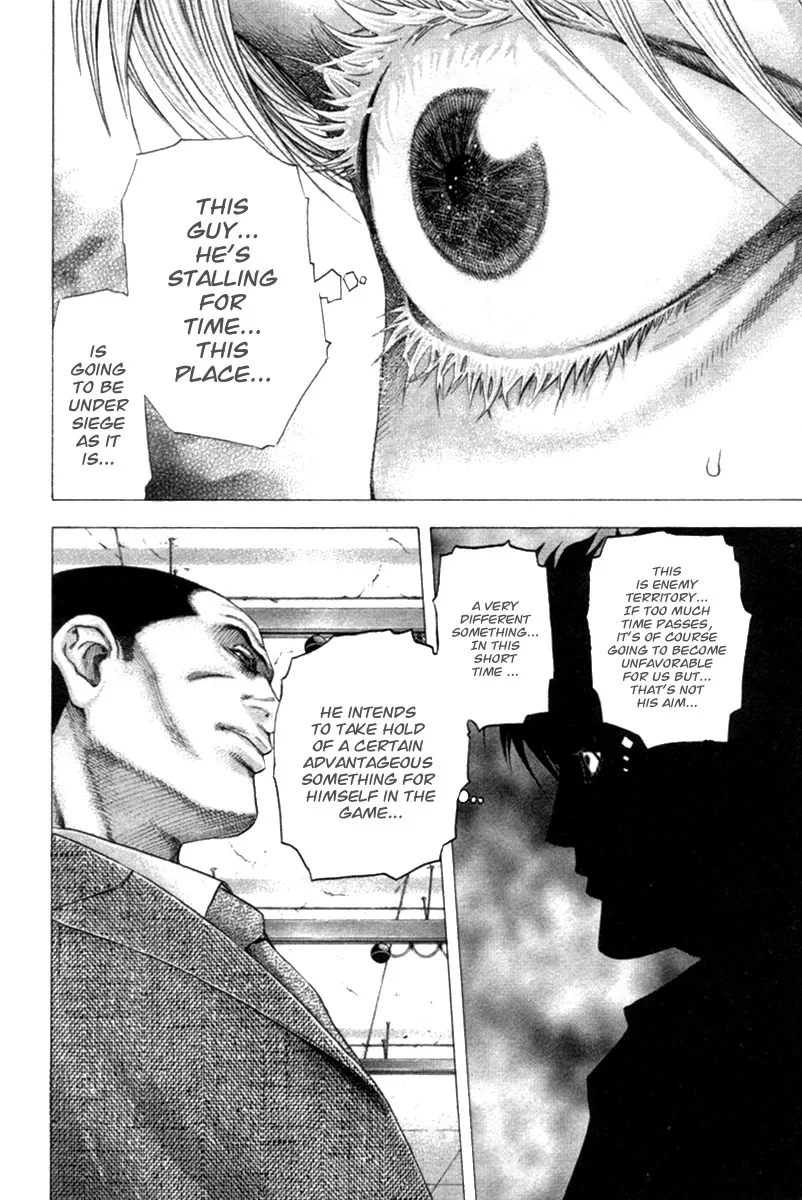 THIS
GUY...
HE'S
STALLING
FOR
TIME...
THIS
PLACE...
IS
GOING
TO BE
UNDER
SIEGE
AS IT
IS...
THIS
IS ENEMY
TERRITORY...
IF TOO MUCH
TIME PASSES,
IT'S OF COURSE
GOING TO BECOME
UNFAVORABLE
FOR US BUT...
THAT'S NOT
HIS AIM...
A VERY
DIFFERENT
SOMETHING...
IN THIS
SHORT
TIME ...
HE INTENDS
TO TAKE HOLD
OF A CERTAIN
ADVANTAGEOUS
SOMETHING FOR
HIMSELF IN THE
GAME...